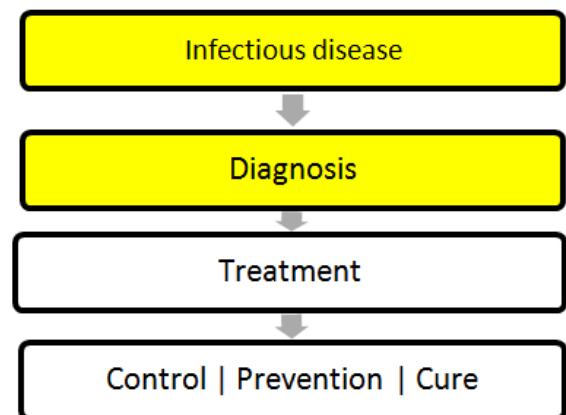 Infectious disease
Diagnosis
Treatment
Control | Prevention | Cure